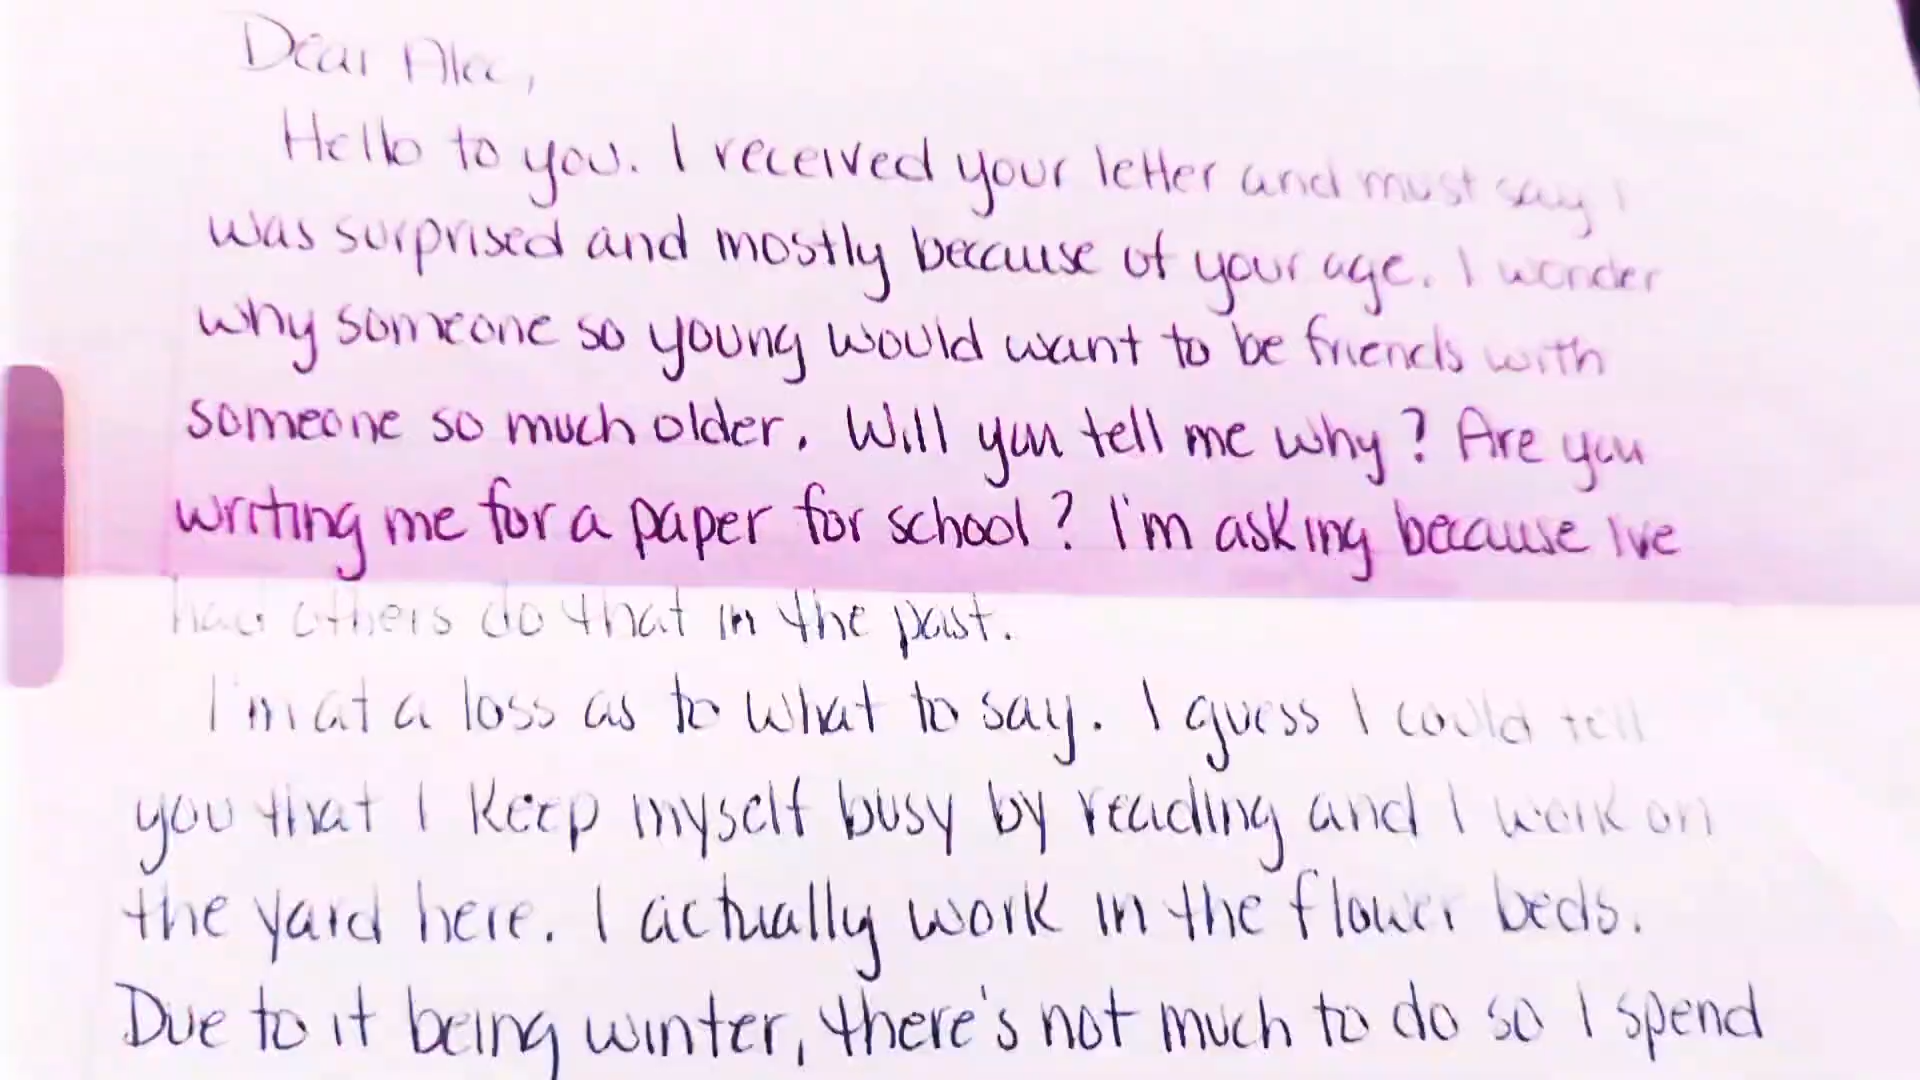 Dear Alec,
Hello to you. I received your letter and must say I
was surprised and mostly because of your age. I wonder
why someone so young would want to be friends with
someone so much older. Will you tell me why? Are you
writing me for a paper for school? I'm asking because Ive
had others do that in the past.
I'm at a loss as to what to say. I guess I could tell
you that I keep myself busy by reading and I work on
the yard here. I actually work in the flower beds.
Due to it being winter, there's not much to do so I spend